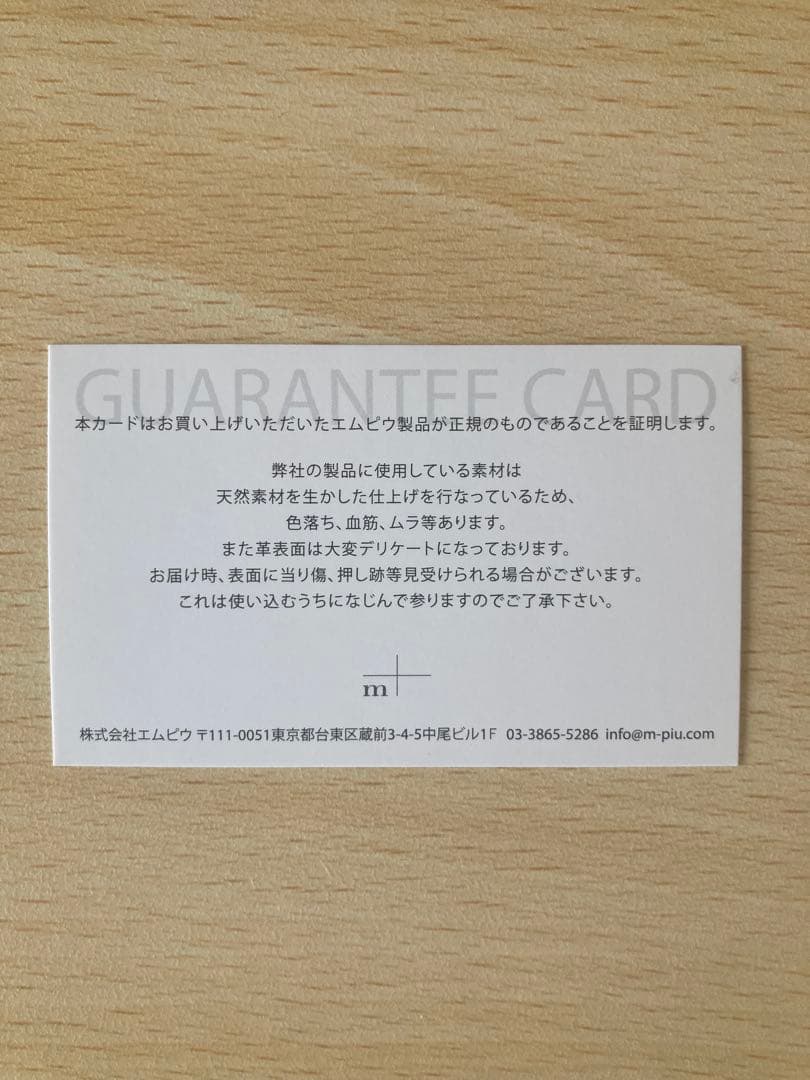 GUARANTEE CARD
本カードはお買い上げいただいたエムピウ製品が正規のものであることを証明します。
弊社の製品に使用している素材は
天然素材を生かした仕上げを行なっているため、
色落ち、血筋、ムラ等あります。
また革表面は大変デリケートになっております。
お届け時、表面に当り傷、押し跡等見受けられる場合がございます。
これは使い込むうちになじんで参りますのでご了承下さい。
m+
株式会社エムピウ 〒111-0051東京都台東区蔵前3-4-5中尾ビル1F 03-3865-5286 info@m-piu.com